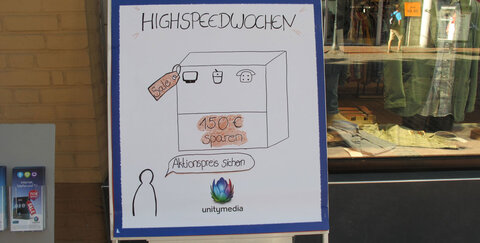 HIGHSPEEDWOCHEN
Sale
150€
sparen
Aktionspreis sichern
unitymedia